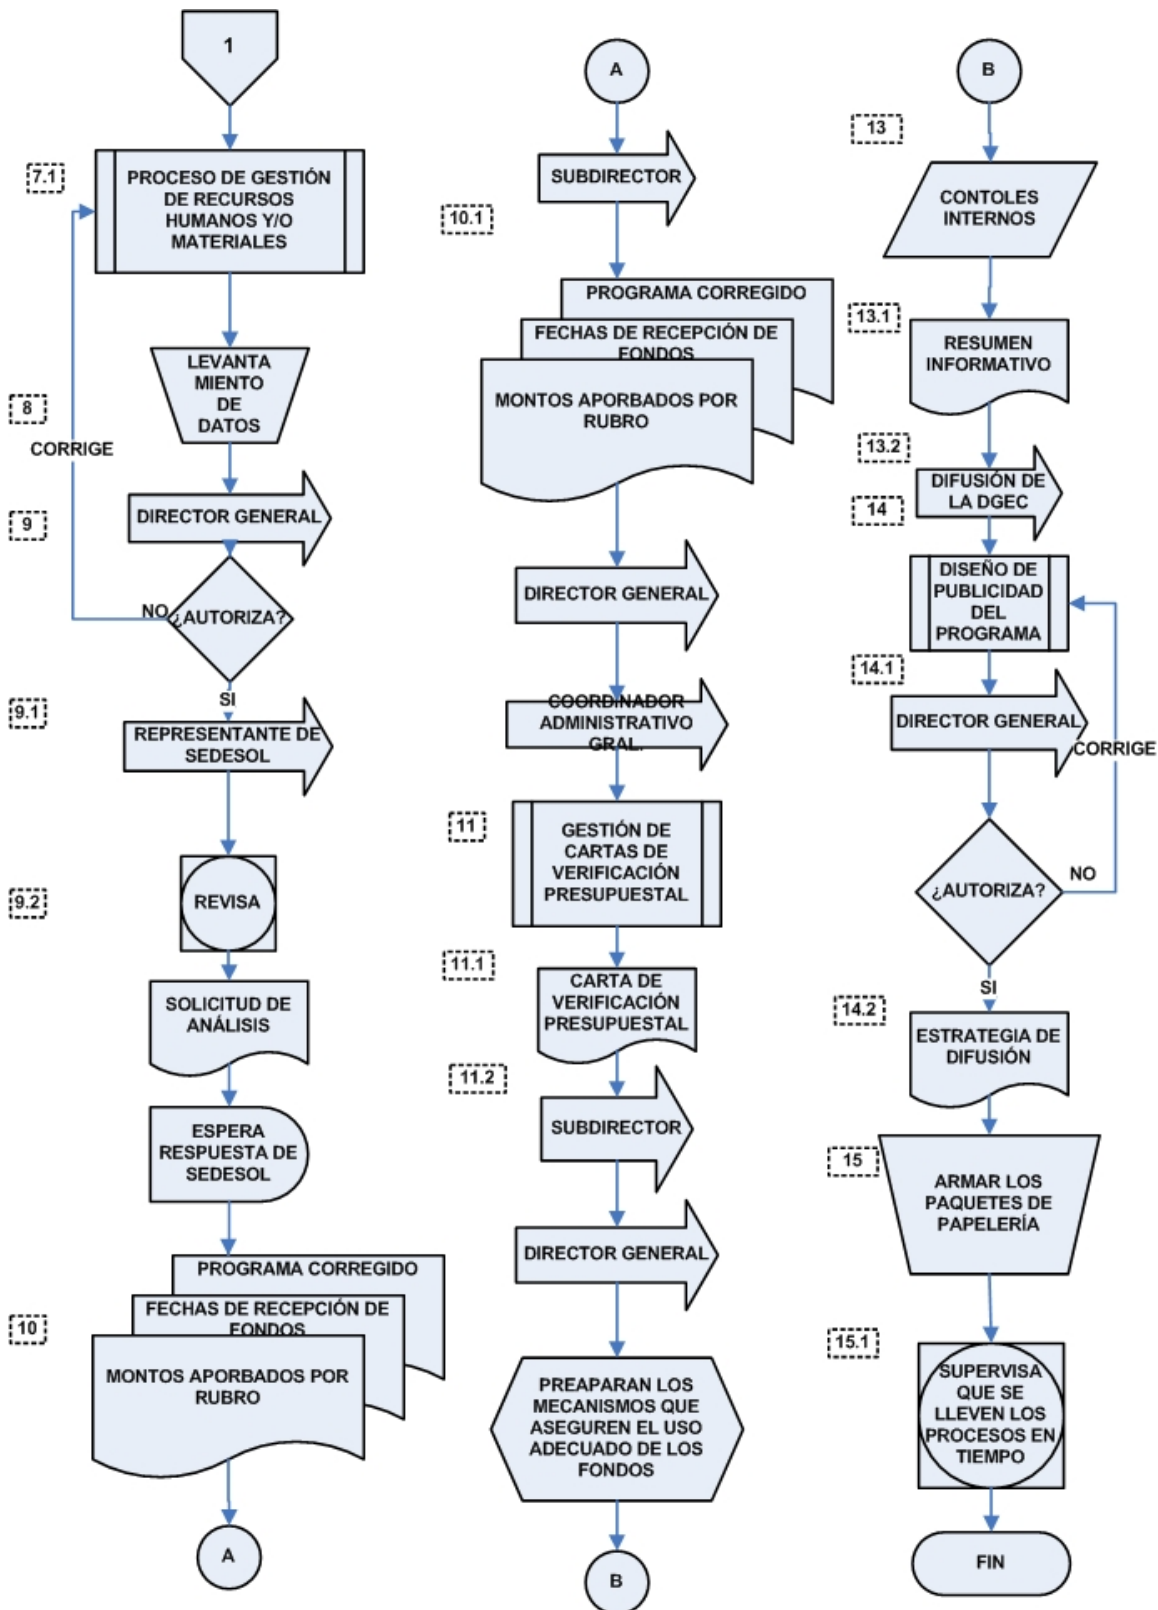 1
7.1
PROCESO DE GESTIÓN
DE RECURSOS
HUMANOS Y/O
MATERIALES
LEVANTA
MIENTO
DE
DATOS
8
CORRIGE
9
DIRECTOR GENERAL
NO
¿AUTORIZA?
SI
9.1
REPRESENTANTE DE
SEDESOL
9.2
REVISA
SOLICITUD DE
ANÁLISIS
ESPERA
RESPUESTA DE
SEDESOL
PROGRAMA CORREGIDO
FECHAS DE RECEPCIÓN DE
FONDOS
10
MONTOS APORBADOS POR
RUBRO
A
A
SUBDIRECTOR
10.1
PROGRAMA CORREGIDO
FECHAS DE RECEPCIÓN DE
FONDOS
MONTOS APORBADOS POR
RUBRO
DIRECTOR GENERAL
COORDINADOR
ADMINISTRATIVO
GRAL.
11
GESTIÓN DE
CARTAS DE
VERIFICACIÓN
PRESUPUESTAL
11.1
CARTA DE
VERIFICACIÓN
PRESUPUESTAL
11.2
SUBDIRECTOR
DIRECTOR GENERAL
PREAPARAN LOS
MECANISMOS QUE
ASEGUREN EL USO
ADECUADO DE LOS
FONDOS
B
B
13
CONTOLES
INTERNOS
13.1
RESUMEN
INFORMATIVO
13.2
DIFUSIÓN DE
LA DGEC
14
DISEÑO DE
PUBLICIDAD
DEL
PROGRAMA
14.1
DIRECTOR GENERAL
CORRIGE
¿AUTORIZA?
NO
SI
14.2
ESTRATEGIA DE
DIFUSIÓN
15
ARMAR LOS
PAQUETES DE
PAPELERÍA
15.1
SUPERVISA
QUE SE
LLEVEN LOS
PROCESOS EN
TIEMPO
FIN